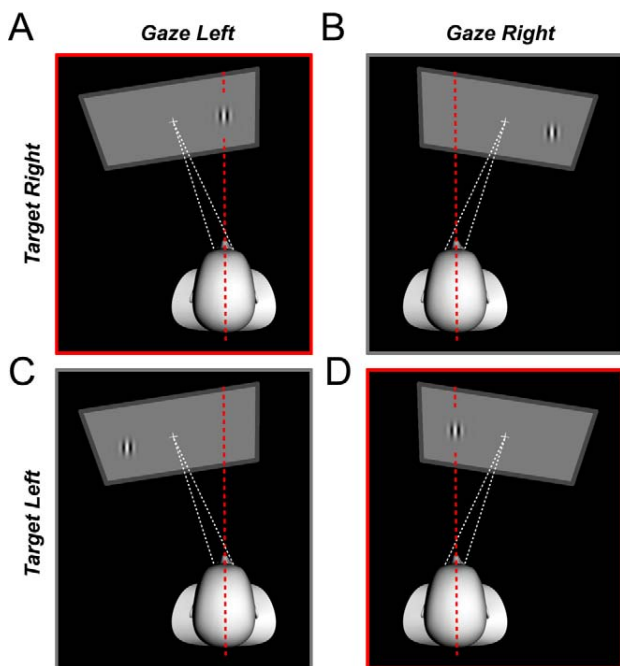 A
Gaze Left
B
Gaze Right
Target Right
C
D
Target Left